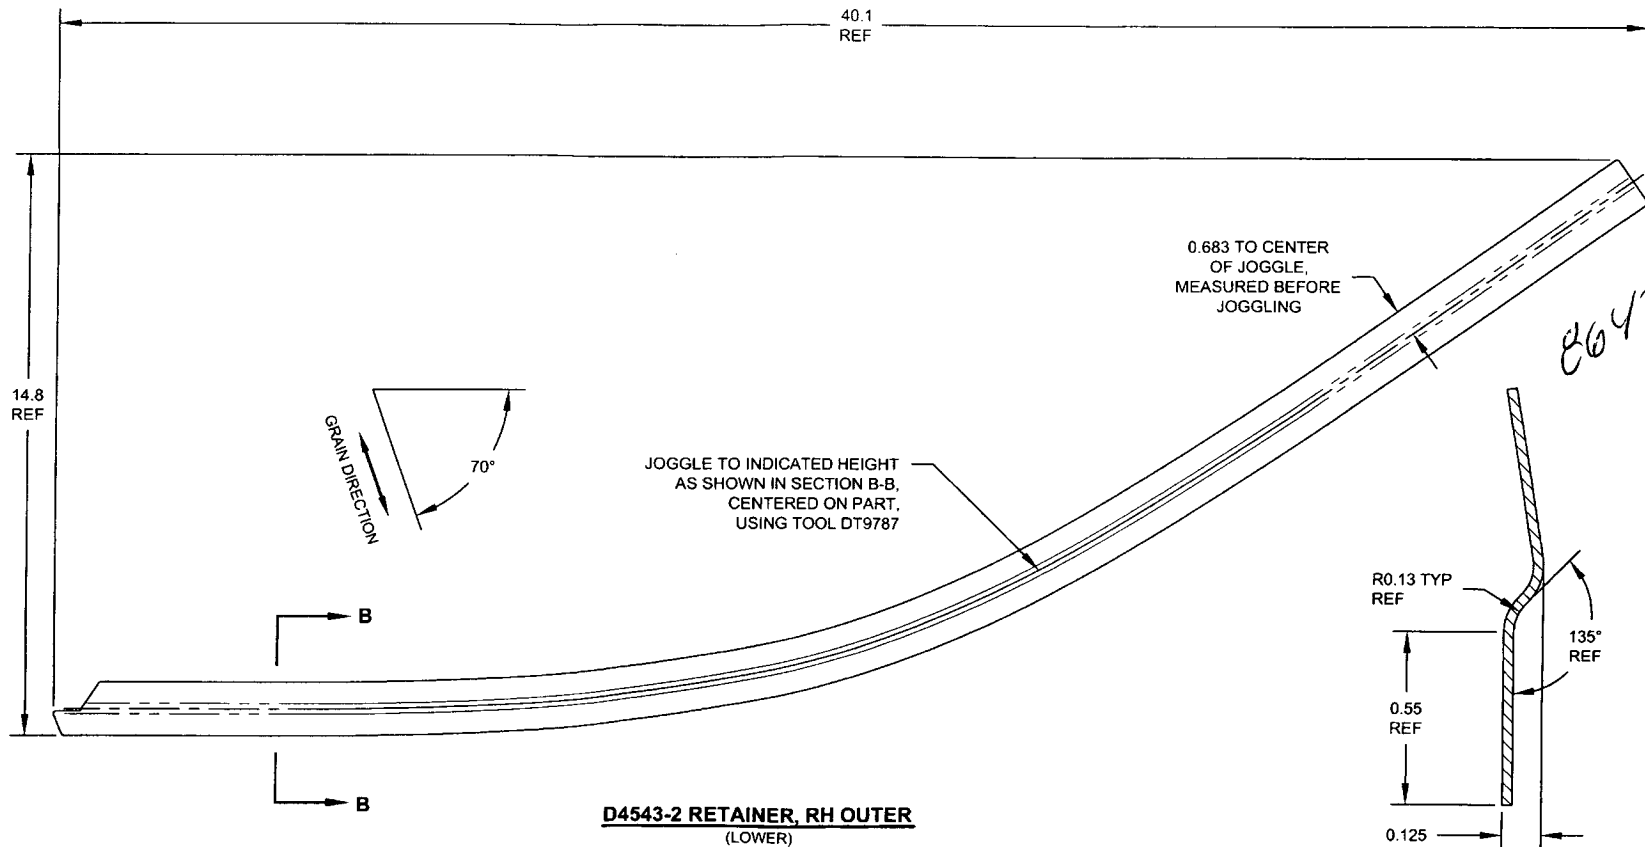 40.1
REF
0.683 TO CENTER
OF JOGGLE,
MEASURED BEFORE
JOGGLING
14.8
REF
GRAIN DIRECTION
70°
JOGGLE TO INDICATED HEIGHT
AS SHOWN IN SECTION B-B,
CENTERED ON PART,
USING TOOL DT9787
R0.13 TYP
REF
135°
REF
B
0.55
REF
B
D4543-2 RETAINER, RH OUTER
(LOWER)
0.125